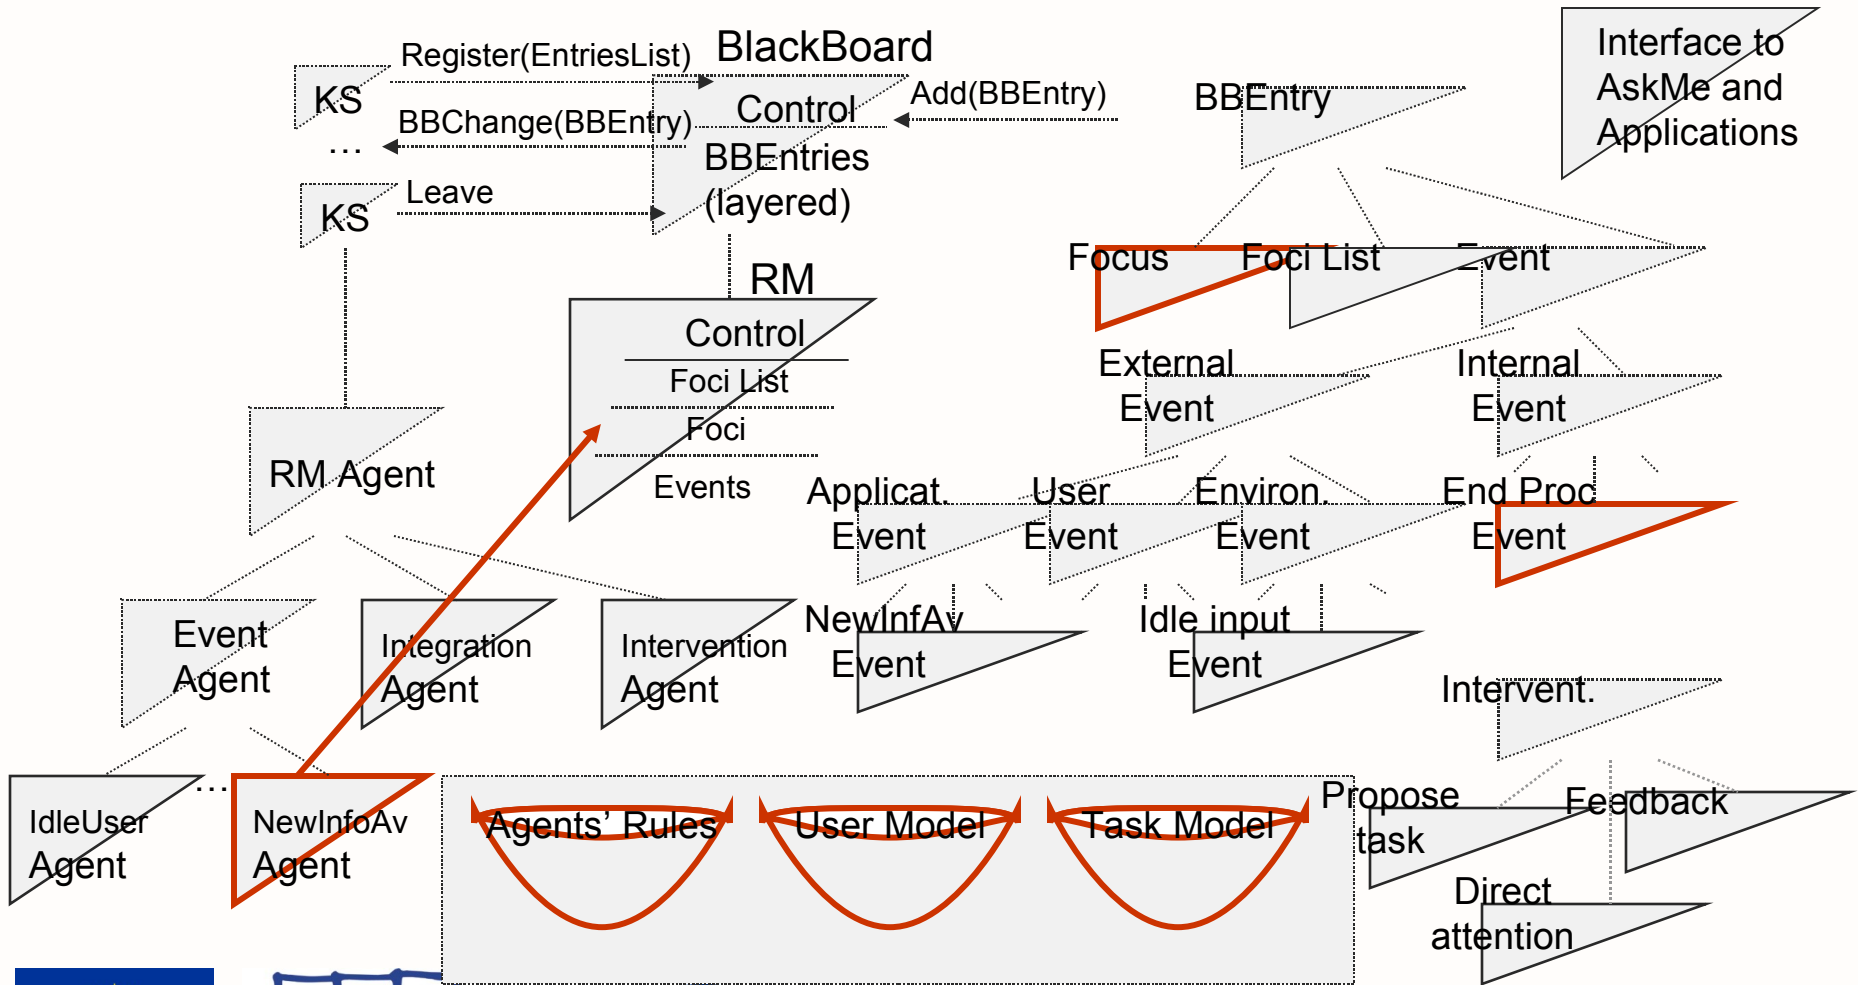 BlackBoard
Register(EntriesList)
KS
BBChange(BBEntry)
…
Leave
KS
Control
BBEntries
(layered)
Add(BBEntry)
BBEntry
Interface to
AskMe and
Applications
Focus
Foci List
Event
RM
Control
Foci List
Foci
Events
External
Event
Internal
Event
RM Agent
Applicat.
Event
User
Event
Environ.
Event
End Proc
Event
Event
Agent
Integration
Agent
Intervention
Agent
NewInfAv
Event
Idle input
Event
Intervent.
IdleUser
Agent
…
NewInfoAv
Agent
Agents’ Rules
User Model
Task Model
Propose
task
Feedback
Direct
attention